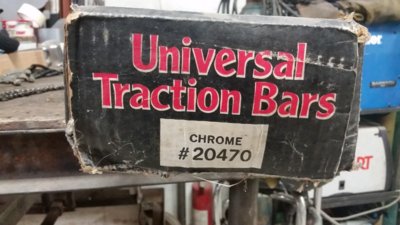 Universal
Traction Bars
CHROME
#20470